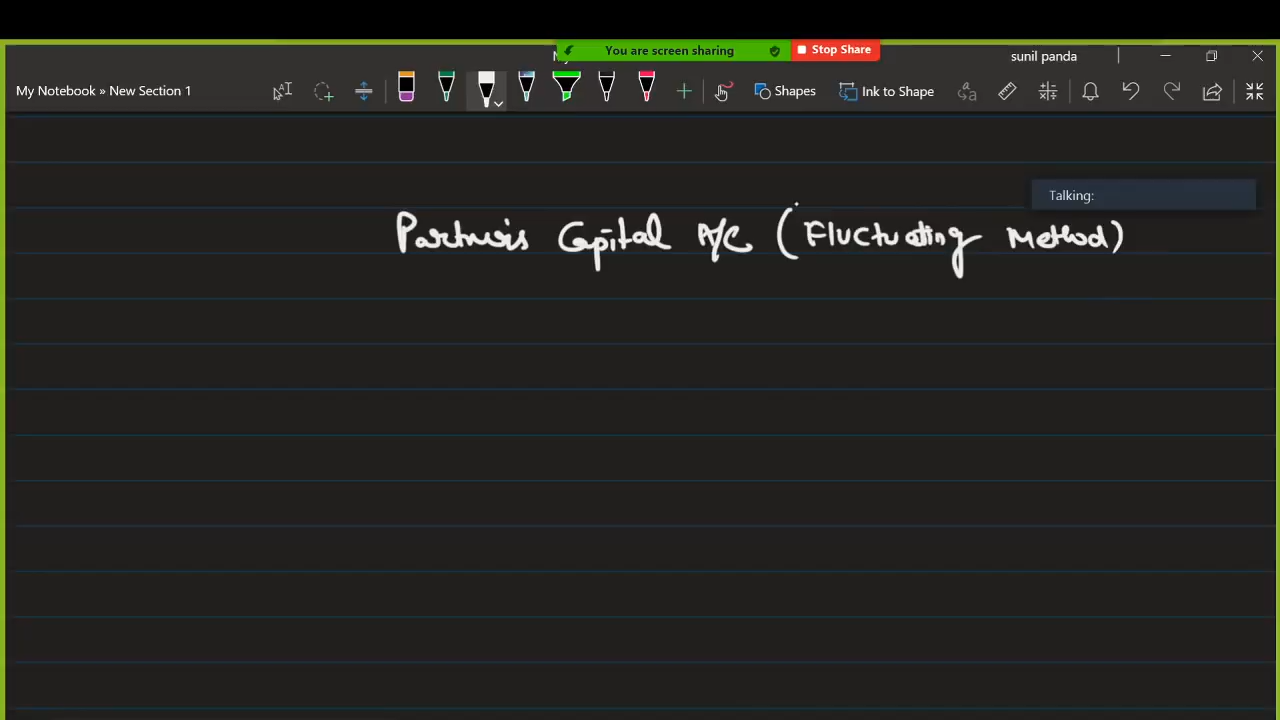 You are screen sharing
Stop Share
sunil panda
My Notebook » New Section 1
Shapes
Ink to Shape
Talking:
Partner's Capital A/C (Fluctuating Method)